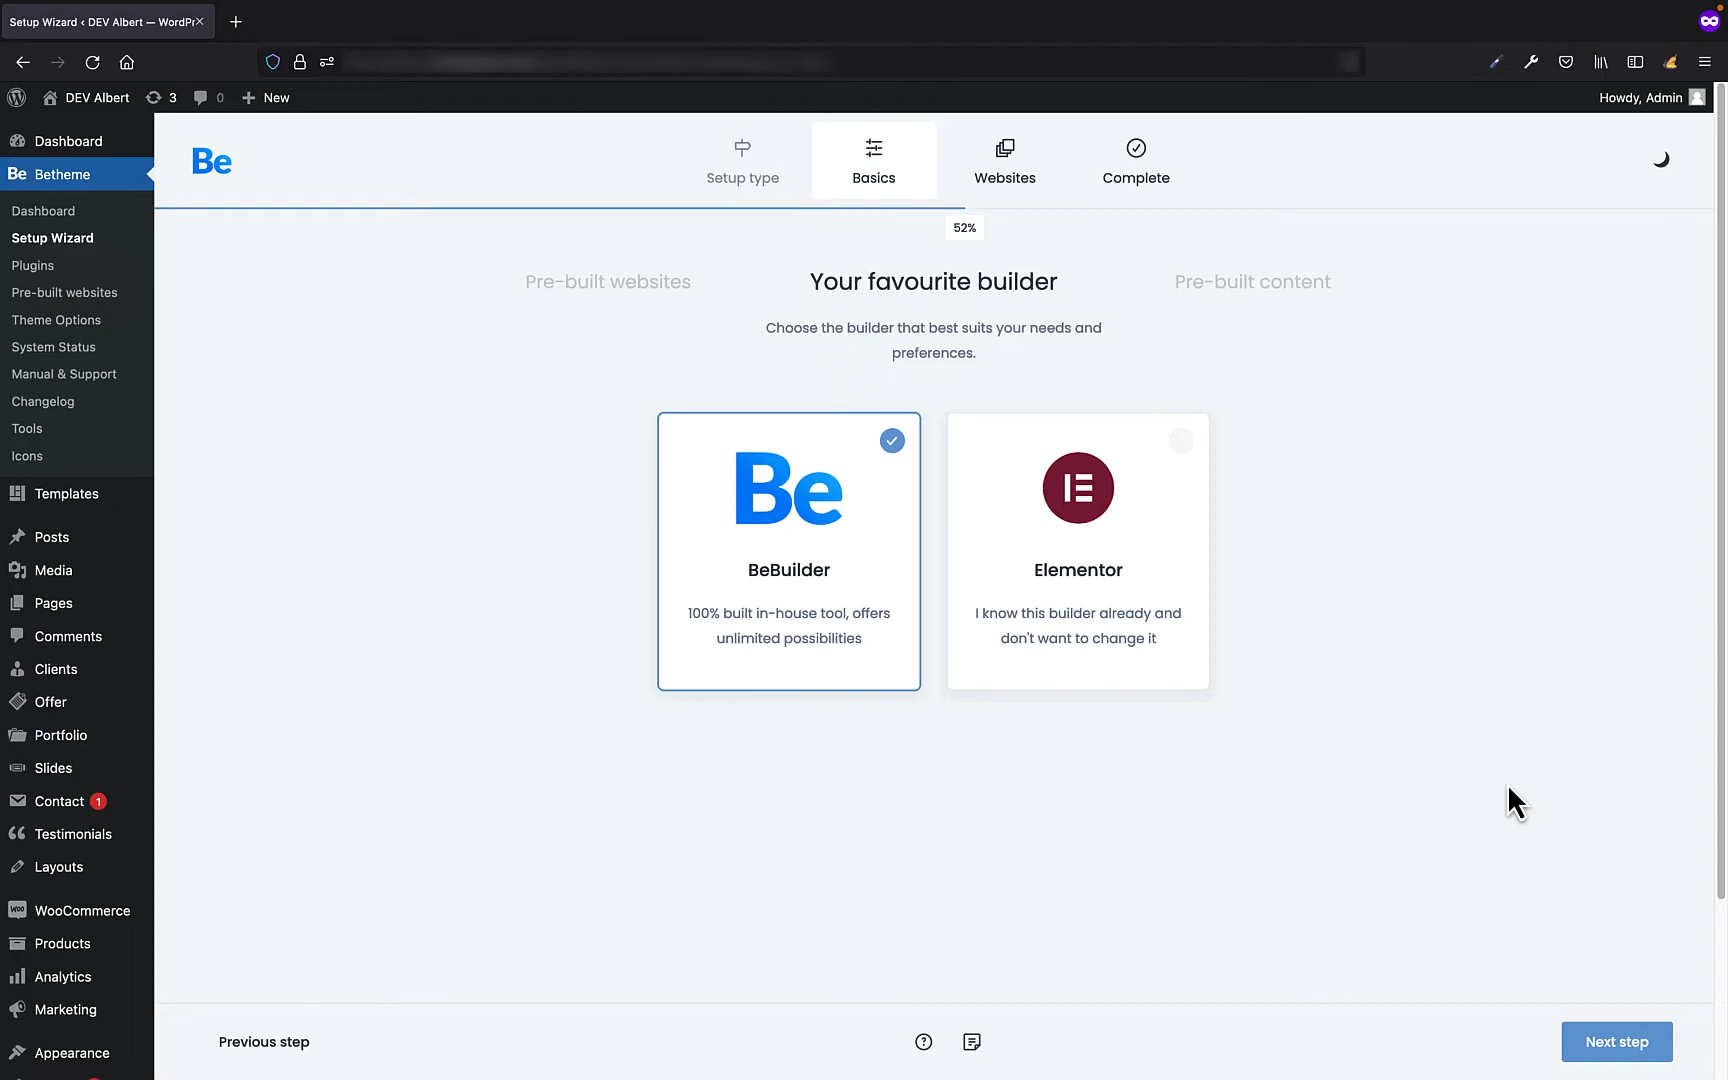 Setup Wizard ‹ DEV Albert — WordPr
DEV Albert
3
0
New
Howdy, Admin
Dashboard
Be Betheme
Dashboard
Setup Wizard
Plugins
Pre-built websites
Theme Options
System Status
Manual & Support
Changelog
Tools
Icons
Templates
Posts
Media
Pages
Comments
Clients
Offer
Portfolio
Slides
Contact 1
Testimonials
Layouts
WooCommerce
Products
Analytics
Marketing
Appearance
Be
Setup type
Basics
Websites
Complete
52%
Pre-built websites
Your favourite builder
Pre-built content
Choose the builder that best suits your needs and
preferences.
Be
BeBuilder
100% built in-house tool, offers
unlimited possibilities
Elementor
I know this builder already and
don't want to change it
Previous step
Next step